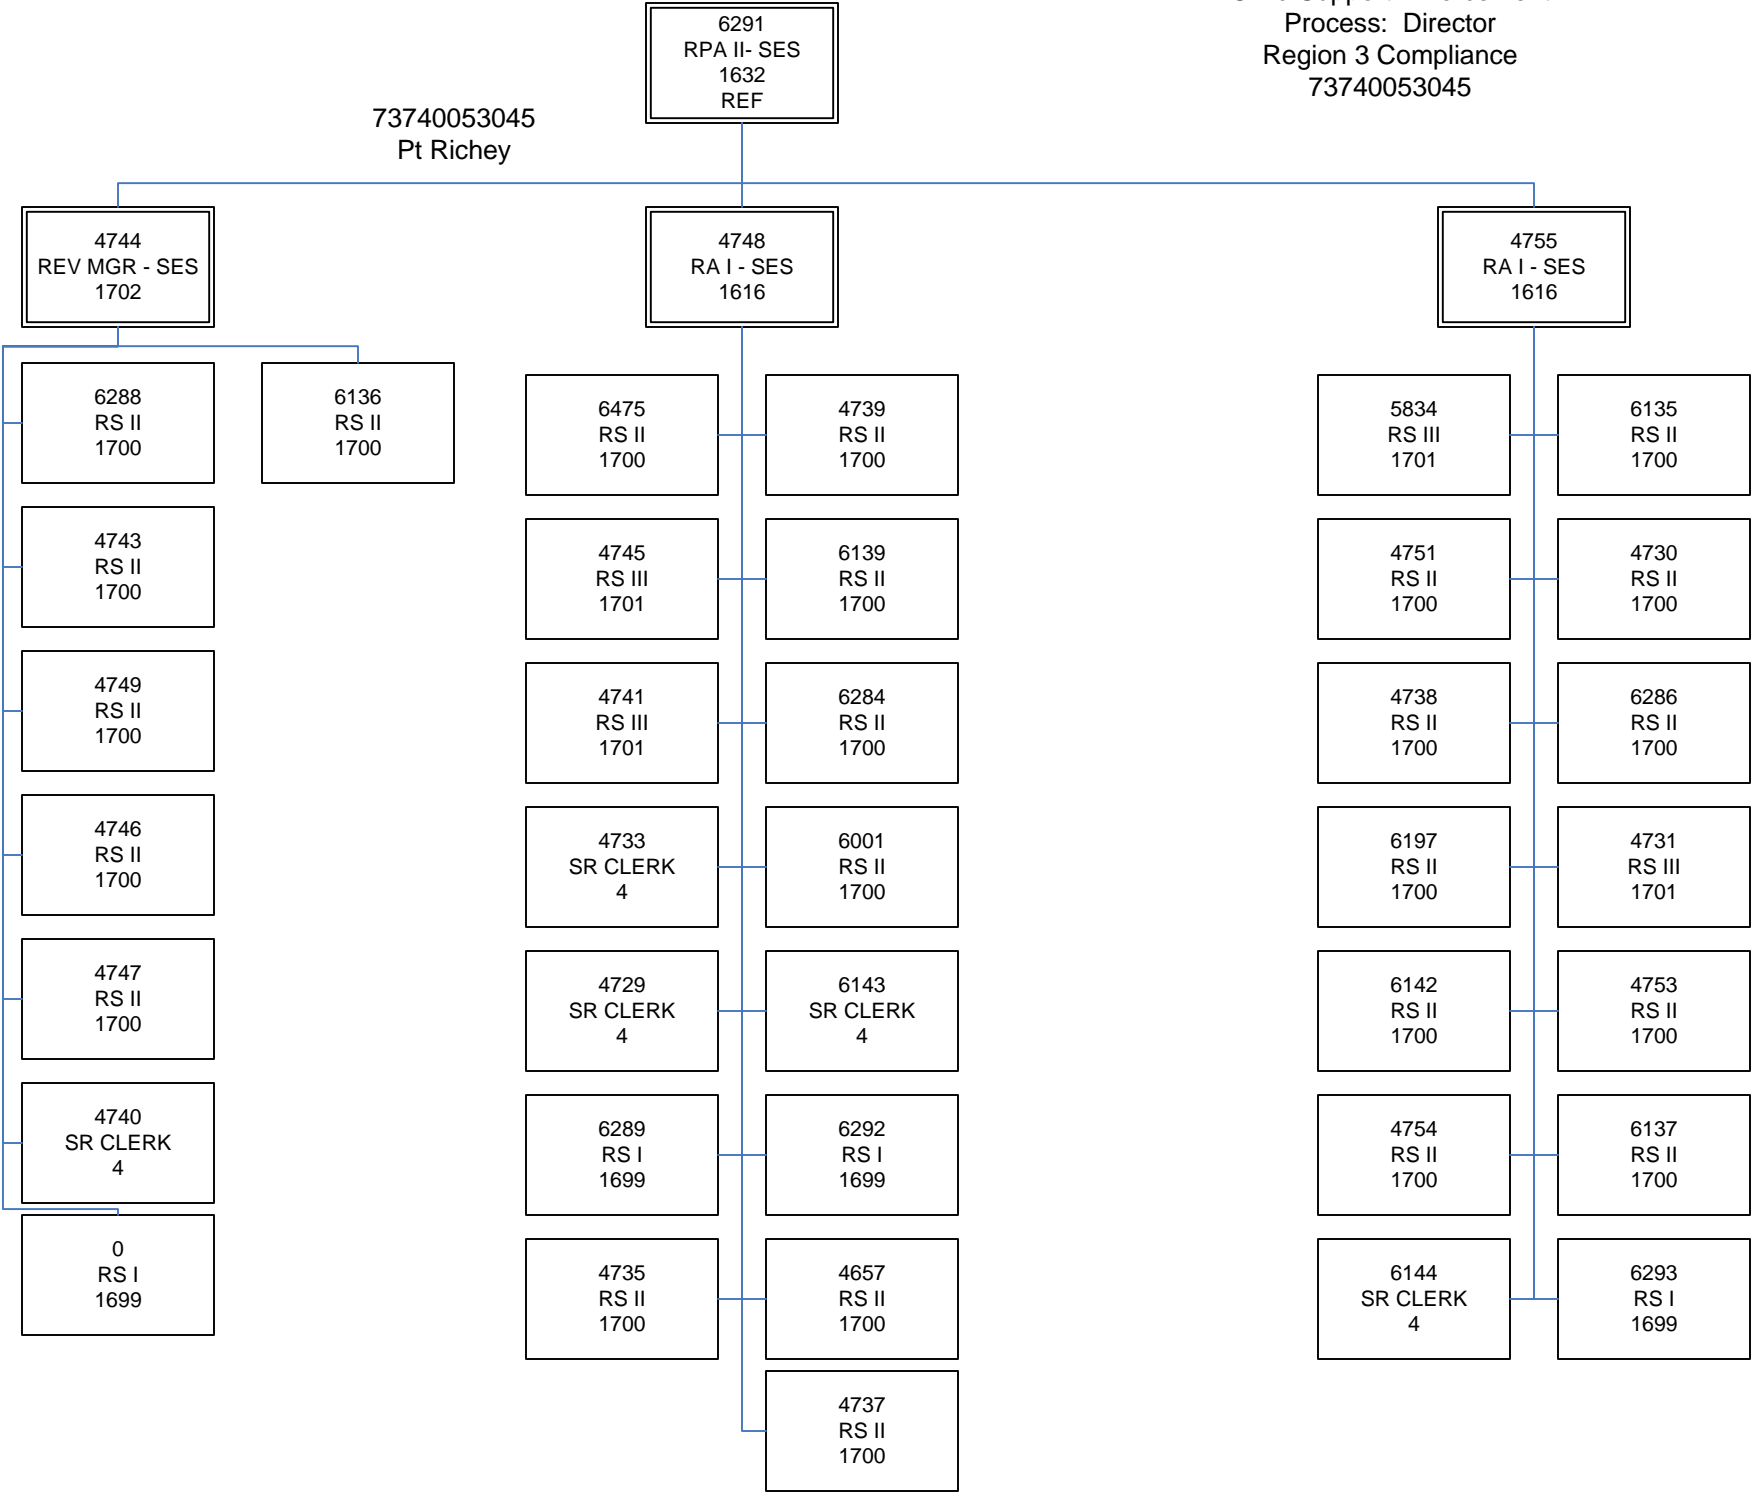 6291
RPA II- SES
1632
REF
Process: Director
Region 3 Compliance
73740053045
73740053045
Pt Richey
4744
REV MGR - SES
1702
4748
RA I - SES
1616
4755
RA I - SES
1616
6288
RS II
1700
6136
RS II
1700
4743
RS II
1700
4749
RS II
1700
4746
RS II
1700
4747
RS II
1700
4740
SR CLERK
4
0
RS I
1699
6475
RS II
1700
4739
RS II
1700
4745
RS III
1701
6139
RS II
1700
4741
RS III
1701
6284
RS II
1700
4733
SR CLERK
4
6001
RS II
1700
4729
SR CLERK
4
6143
SR CLERK
4
6289
RS I
1699
6292
RS I
1699
4735
RS II
1700
4657
RS II
1700
4737
RS II
1700
5834
RS III
1701
6135
RS II
1700
4751
RS II
1700
4730
RS II
1700
4738
RS II
1700
6286
RS II
1700
6197
RS II
1700
4731
RS III
1701
6142
RS II
1700
4753
RS II
1700
4754
RS II
1700
6137
RS II
1700
6144
SR CLERK
4
6293
RS I
1699